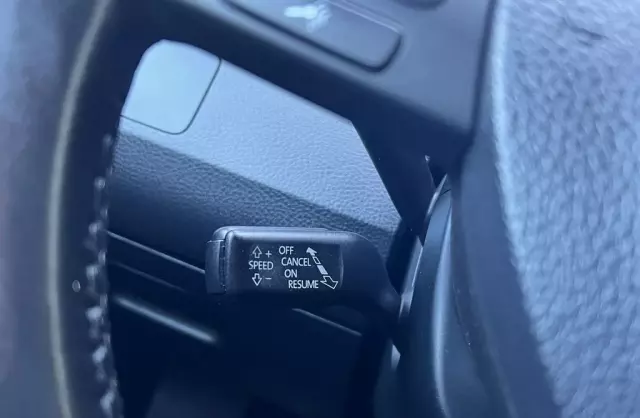 +
SPEED
-
OFF
CANCEL
ON
RESUME